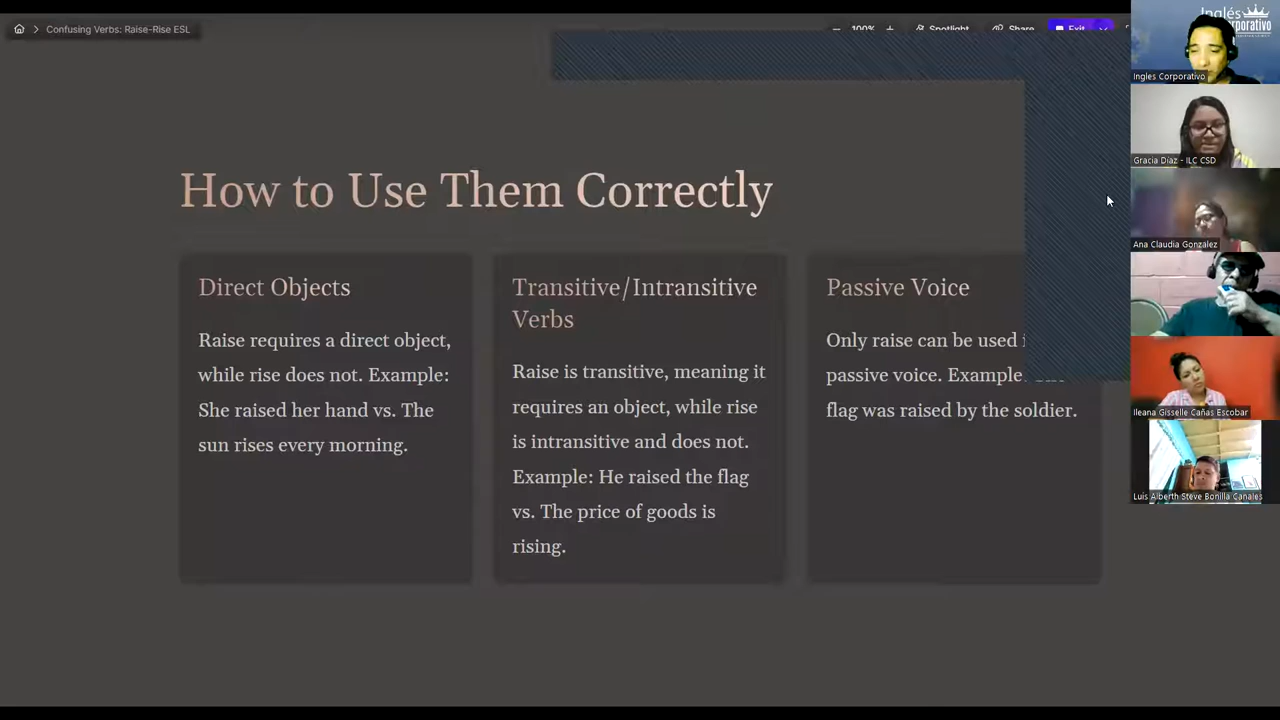 Confusing Verbs: Raise-Rise ESL
100%
Spotlight
Share
Exit
How to Use Them Correctly
Direct Objects
Raise requires a direct object,
while rise does not. Example:
She raised her hand vs. The
sun rises every morning.
Transitive/Intransitive
Verbs
Raise is transitive, meaning it
requires an object, while rise
is intransitive and does not.
Example: He raised the flag
vs. The price of goods is
rising.
Passive Voice
Only raise can be used
passive voice. Example:
flag was raised by the soldier.
Inglés
Ingles Corporativo
Gracia Díaz - ILC CSD
Ana Claudia González
Ileana Gisselle Cañas Escobar
Luis Alberth Steve Bonilla Canales